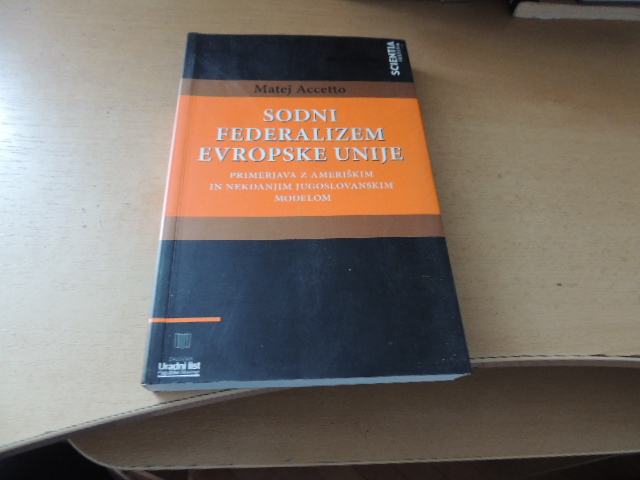 SCIENTIA
Matej Accetto
SODNI
FEDERALIZEM
EVROPSKE UNIJE
PRIMERJAVA Z AMERIŠKIM
IN NEKDANJIM JUGOSLOVANSKIM
MODELOM
Uradni list